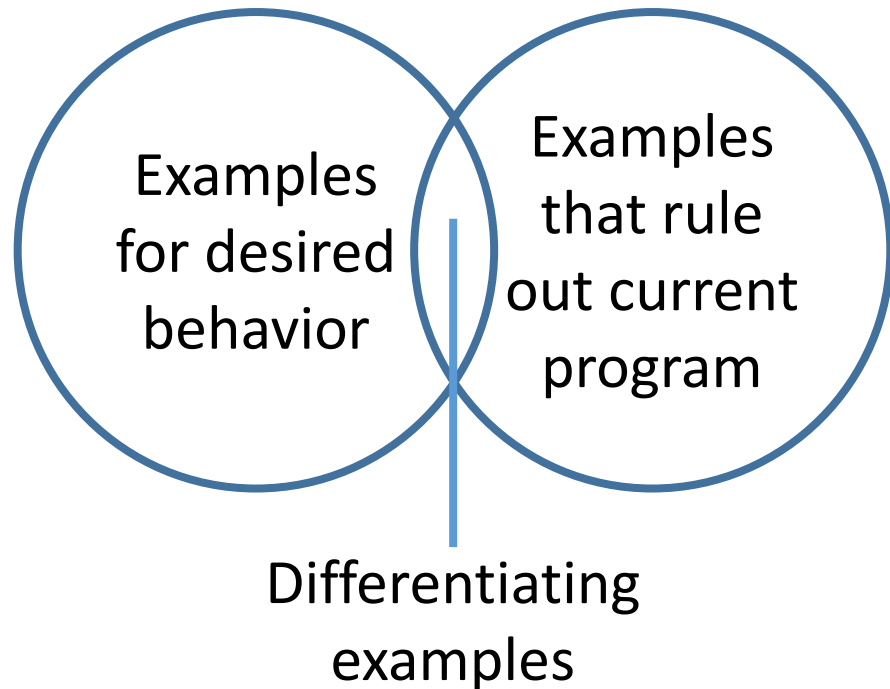 Examples
for desired
behavior
Examples
that rule
out current
program
Differentiating
examples